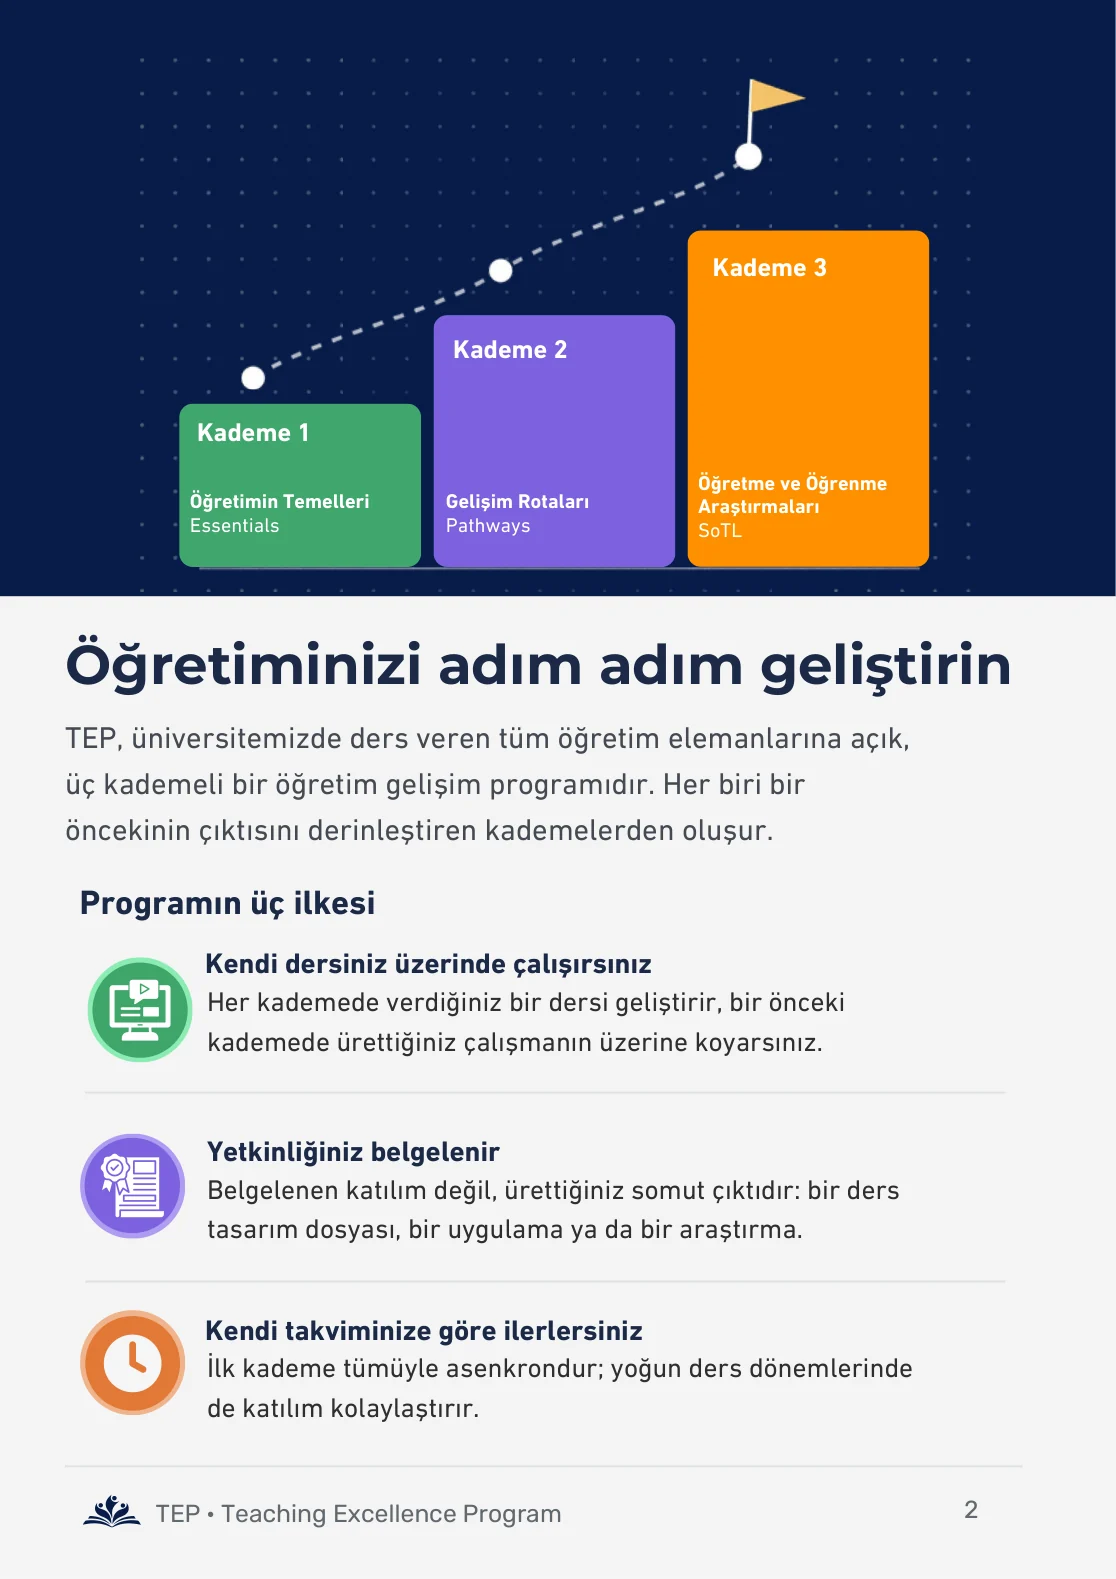 Kademe 3
Kademe 2
Kademe 1
Öğretimin Temelleri
Essentials
Gelişim Rotaları
Pathways
Öğretme ve Öğrenme
Araştırmaları
SoTL
Öğretiminizi adım adım geliştirin
TEP, üniversitemizde ders veren tüm öğretim elemanlarına açık,
üç kademeli bir öğretim gelişim programıdır. Her biri bir
öncekinin çıktısını derinleştiren kademelerden oluşur.
Programın üç ilkesi
Kendi dersiniz üzerinde çalışırsınız
Her kademede verdiğiniz bir dersi geliştirir, bir önceki
kademede ürettiğiniz çalışmanın üzerine koyarsınız.
Yetkinliğiniz belgelenir
Belgelenen katılım değil, ürettiğiniz somut çıktıdır: bir ders
tasarım dosyası, bir uygulama ya da bir araştırma.
Kendi takviminize göre ilerlersiniz
İlk kademe tümüyle asenkrondur; yoğun ders dönemlerinde
de katılım kolaylaştırır.
TEP • Teaching Excellence Program
2